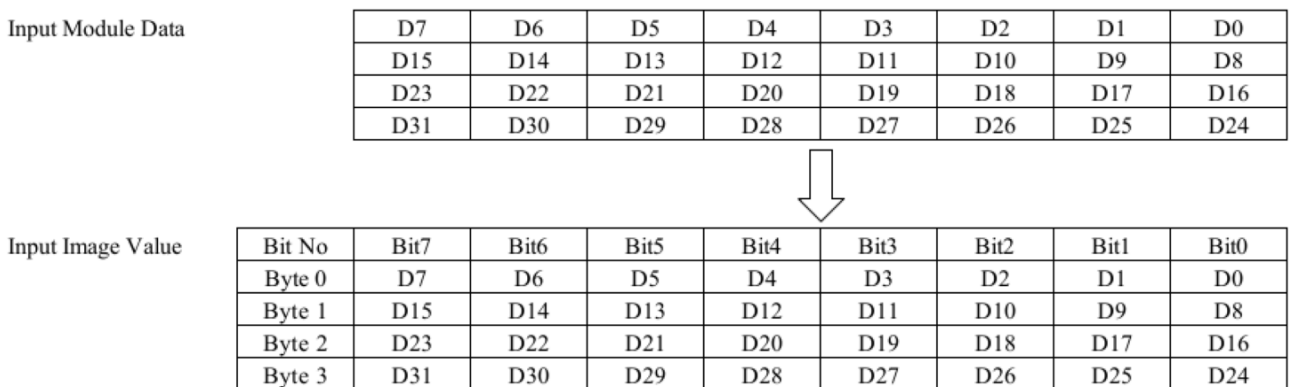 Input Module Data D7 D6 D5 D4 D3 D2 D1 D0
D15 D14 D13 D12 D11 D10 D9 D8
D23 D22 D21 D20 D19 D18 D17 D16
D31 D30 D29 D28 D27 D26 D25 D24
Input Image Value Bit No Bit7 Bit6 Bit5 Bit4 Bit3 Bit2 Bit1 Bit0
Byte 0 D7 D6 D5 D4 D3 D2 D1 D0
Byte 1 D15 D14 D13 D12 D11 D10 D9 D8
Byte 2 D23 D22 D21 D20 D19 D18 D17 D16
Byte 3 D31 D30 D29 D28 D27 D26 D25 D24